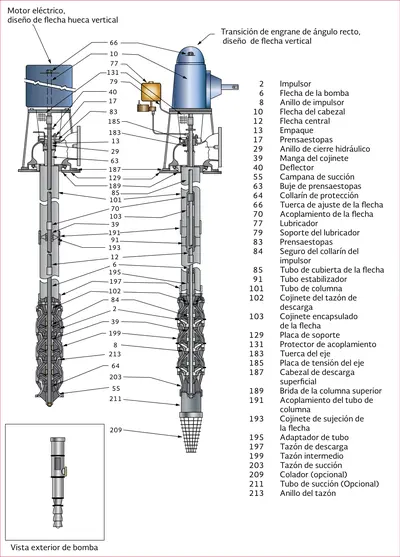 Motor eléctrico,
diseño de flecha hueca vertical
Transición de engrane de ángulo recto,
diseño de flecha vertical
66
10
77
131
79
40
17
83
185
183
13
29
63
187
129
189
85
101
70
103
39
191
91
193
12
6
195
197
102
84
2
39
199
8
213
64
203
55
211
209
2 Impulsor
6 Flecha de la bomba
8 Anillo de impulsor
10 Flecha del cabezal
12 Flecha central
13 Empaque
17 Prensaestopas
29 Anillo de cierre hidráulico
39 Manga del cojinete
40 Deflector
55 Campana de succión
63 Buje de prensaestopas
64 Collarín de protección
66 Tuerca de ajuste de la flecha
70 Acoplamiento de la flecha
77 Lubricador
79 Soporte del lubricador
83 Prensaestopas
84 Seguro del collarín del
impulsor
85 Tubo de cubierta de la flecha
91 Tubo estabilizador
101 Tubo de columna
102 Cojinete del tazón de
descarga
103 Cojinete encapsulado
de la flecha
129 Placa de soporte
131 Protector de acoplamiento
183 Tuerca del eje
185 Placa de tensión del eje
187 Cabezal de descarga
superficial
189 Brida de la columna superior
191 Acoplamiento del tubo de
columna
193 Cojinete de sujeción de
la flecha
195 Adaptador de tubo
197 Tazón de descarga
199 Tazón intermedio
203 Tazón de succión
209 Colador (opcional)
211 Tubo de succión (Opcional)
213 Anillo del tazón
Vista exterior de bomba